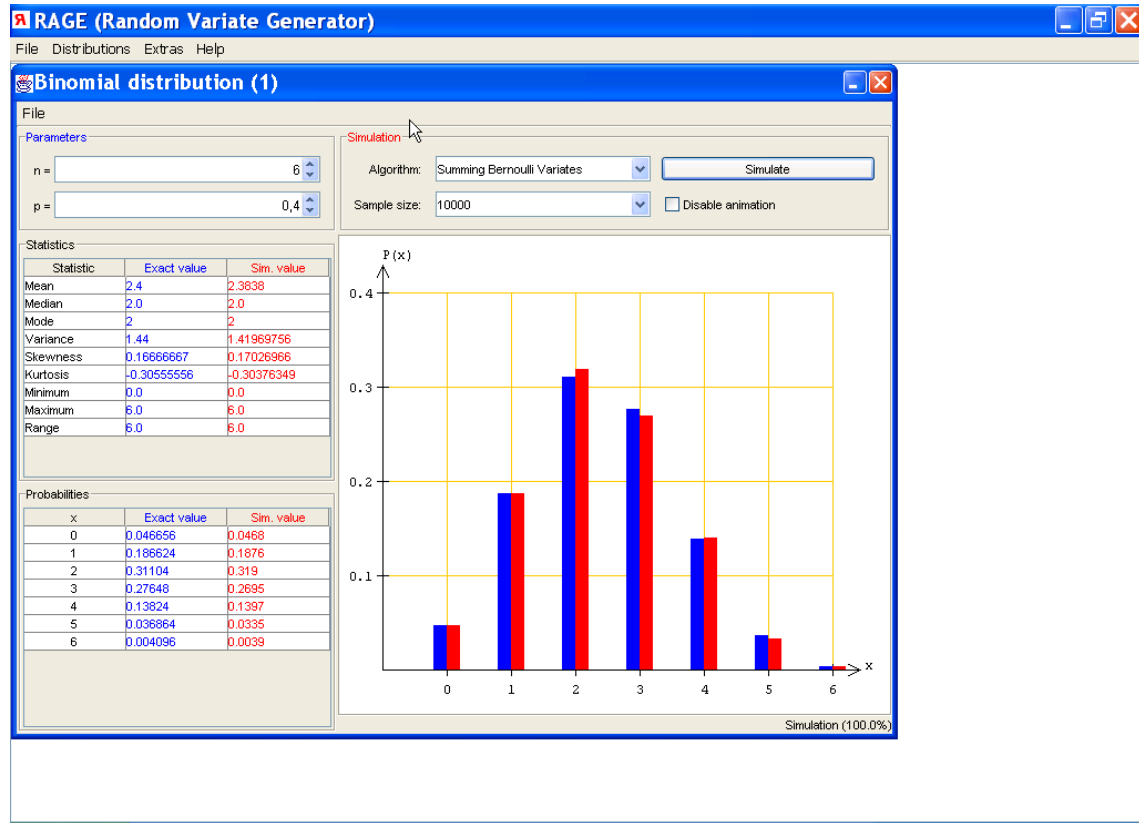 RAGE (Random Variate Generator)
File Distributions Extras Help
Binomial distribution (1)
File
Parameters
n = 6
p = 0,4
Simulation
Algorithm: Summing Bernoulli Variates Simulate
Sample size: 10000 Disable animation
Statistics
Statistic Exact value Sim. value
Mean 2.4 2.3838
Median 2.0 2.0
Mode 2 2
Variance 1.44 1.41969756
Skewness 0.16666667 0.17026966
Kurtosis -0.30555556 -0.30376349
Minimum 0.0 0.0
Maximum 6.0 6.0
Range 6.0 6.0
Probabilities
x Exact value Sim. value
0 0.046656 0.0468
1 0.186624 0.1876
2 0.31104 0.319
3 0.27648 0.2695
4 0.13824 0.1397
5 0.036864 0.0335
6 0.004096 0.0039
P(x)
0.4
0.3
0.2
0.1
x
0 1 2 3 4 5 6
Simulation (100.0%)